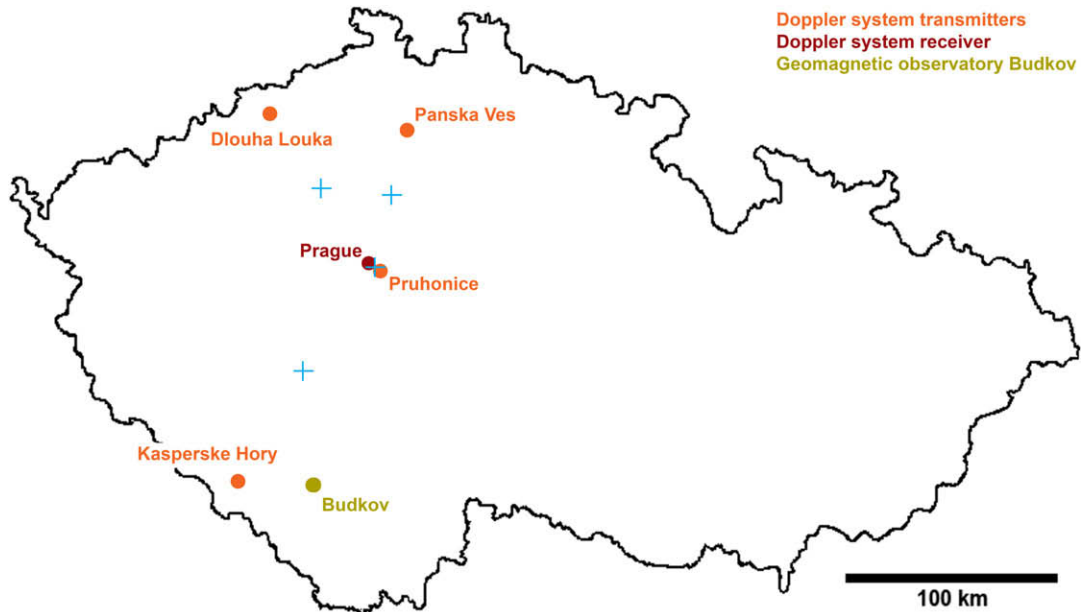 Doppler system transmitters
Doppler system receiver
Geomagnetic observatory Budkov
Panska Ves
Dlouha Louka
Prague
Pruhonice
Kasperske Hory
Budkov
100 km